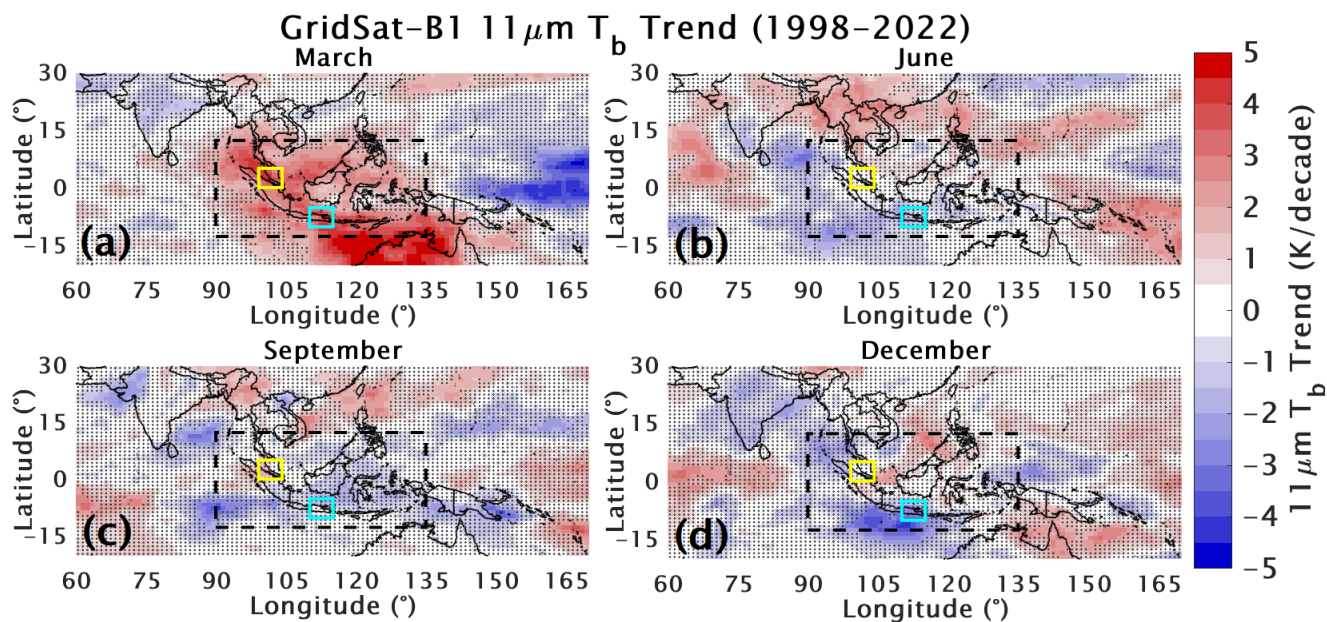 GridSat-B1 11μm T_b Trend (1998-2022)
March
June
30
15
0
-15
Latitude (°)
(a)
60 75 90 105 120 135 150 165
Longitude (°)
30
15
0
-15
Latitude (°)
(b)
60 75 90 105 120 135 150 165
Longitude (°)
September
December
30
15
0
-15
Latitude (°)
(c)
60 75 90 105 120 135 150 165
Longitude (°)
30
15
0
-15
Latitude (°)
(d)
60 75 90 105 120 135 150 165
Longitude (°)
5
4
3
2
1
0
-1
-2
-3
-4
-5
11μm T_b Trend (K/decade)